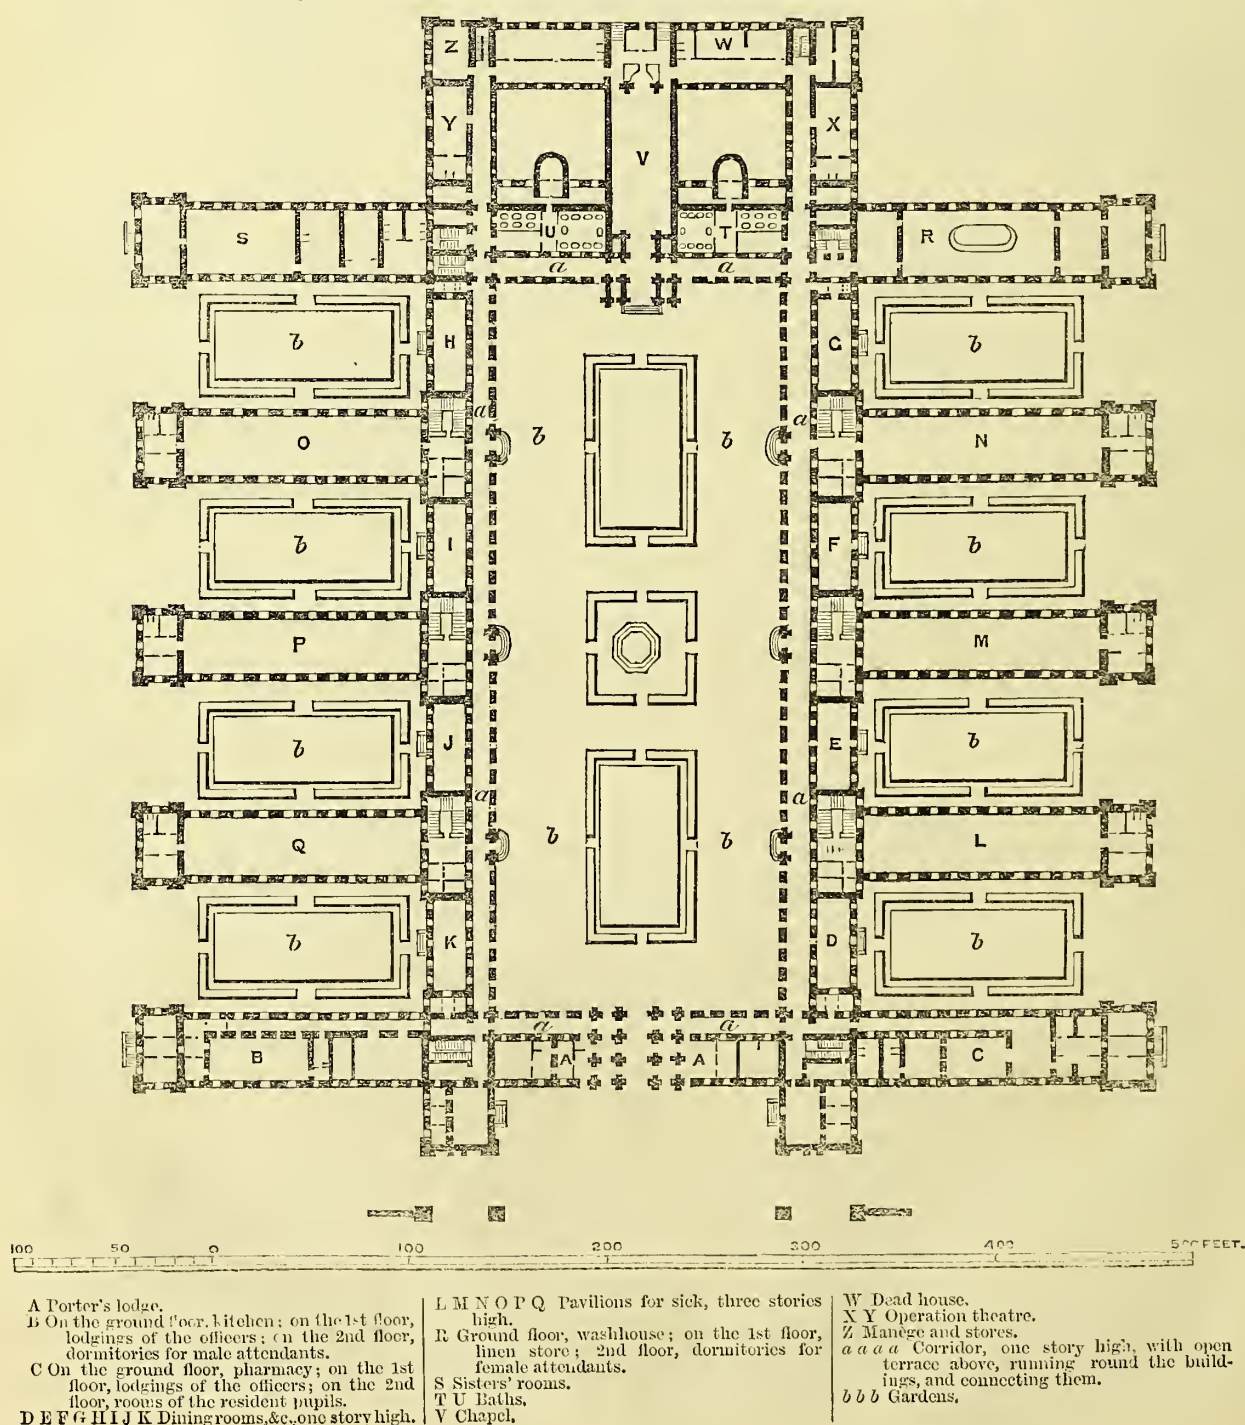 Z
W
Y
X
V
S
U
T
R
a
a
b
H
G
b
a
a
O
b
b
N
b
I
F
b
P
M
b
J
E
b
a
a
Q
b
b
L
b
K
D
b
a
a
B
A
A
C
100 50 0 100 200 300 400 500 FEET.
A Porter's lodge.
B On the ground floor, kitchen; on the 1st floor,
lodgings of the officers; on the 2nd floor,
dormitories for male attendants.
C On the ground floor, pharmacy; on the 1st
floor, lodgings of the officers; on the 2nd
floor, rooms of the resident pupils.
D E F G H I J K Dining rooms, &c., one story high.
L M N O P Q Pavilions for sick, three stories
high.
R Ground floor, washhouse; on the 1st floor,
linen store; 2nd floor, dormitories for
female attendants.
S Sisters' rooms.
T U Baths.
V Chapel.
W Dead house.
X Y Operation theatre.
Z Manège and stores.
a a a a Corridor, one story high, with open
terrace above, running round the build-
ings, and connecting them.
b b b Gardens.